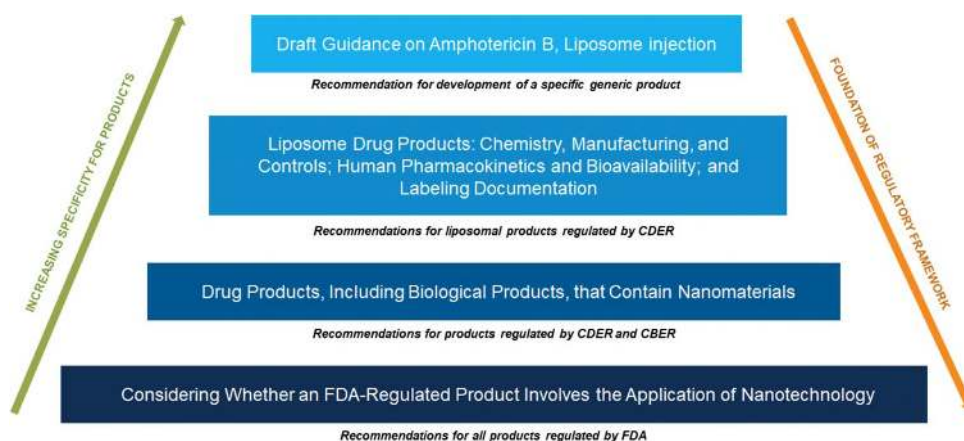 Draft Guidance on Amphotericin B, Liposome injection
Recommendation for development of a specific generic product
Liposome Drug Products: Chemistry, Manufacturing, and
Controls; Human Pharmacokinetics and Bioavailability; and
Labeling Documentation
Recommendations for liposomal products regulated by CDER
Drug Products, Including Biological Products, that Contain Nanomaterials
Recommendations for products regulated by CDER and CBER
Considering Whether an FDA-Regulated Product Involves the Application of Nanotechnology
Recommendations for all products regulated by FDA
INCREASING SPECIFICITY FOR PRODUCTS
FOUNDATION OF REGULATORY FRAMEWORK